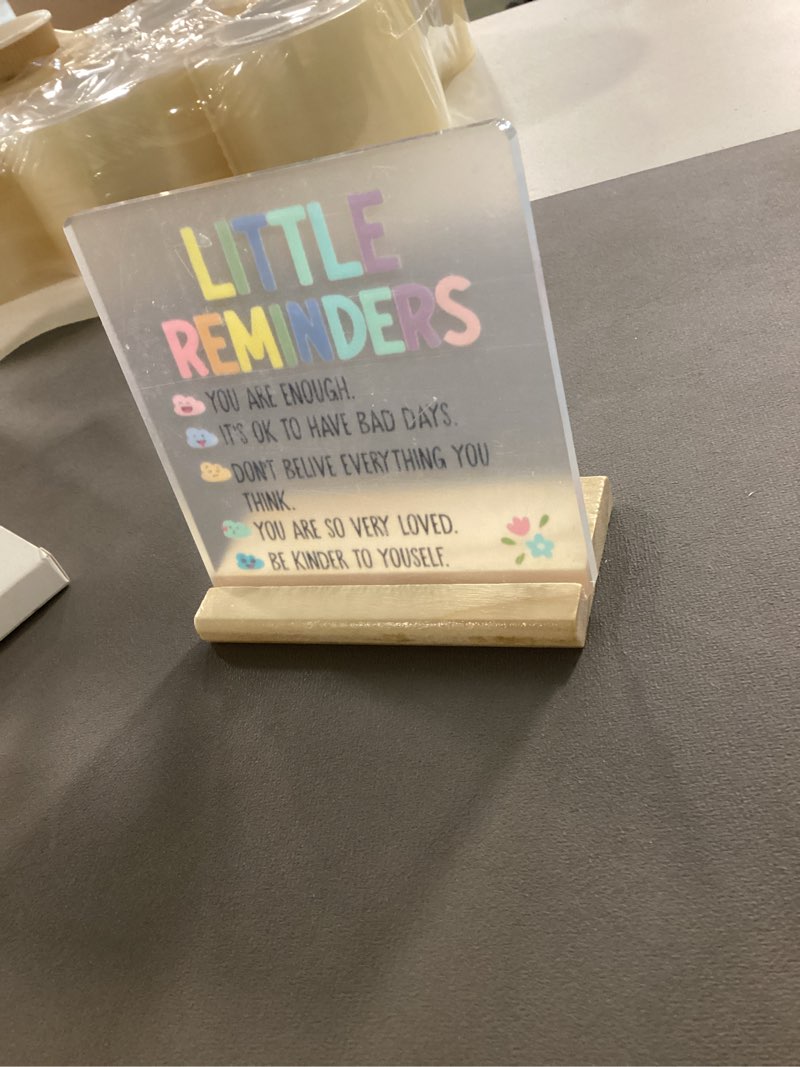 LITTLE
REMINDERS
YOU ARE ENOUGH.
IT'S OK TO HAVE BAD DAYS.
DON'T BELIVE EVERYTHING YOU
THINK.
YOU ARE SO VERY LOVED.
BE KINDER TO YOUSELF.